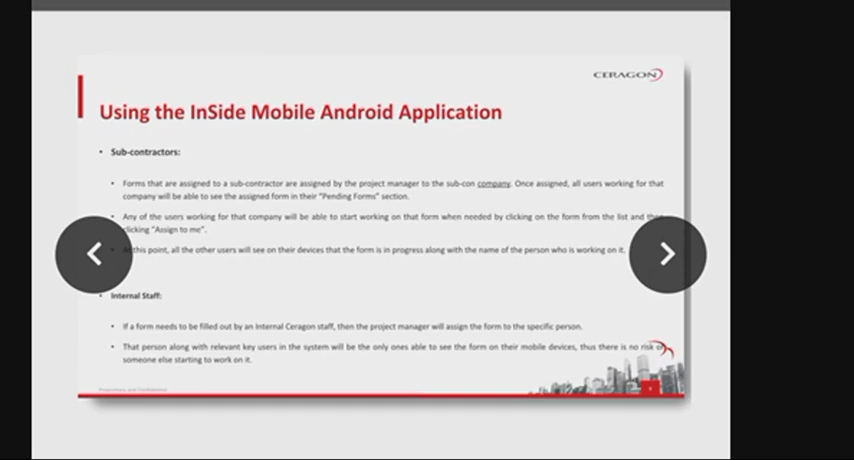 CERAGON
Using the InSide Mobile Android Application
• Sub-contractors:
• Forms that are assigned to a sub-contractor are assigned by the project manager to the sub-con company. Once assigned, all users working for that
company will be able to see the assigned form in their "Pending Forms" section.
• Any of the users working for that company will be able to start working on that form when needed by clicking on the form from the list and then
clicking "Assign to me".
• At this point, all the other users will see on their devices that the form is in progress along with the name of the person who is working on it.
• Internal Staff:
• If a form needs to be filled out by an Internal Ceragon staff, then the project manager will assign the form to the specific person.
• That person along with relevant key users in the system will be the only ones able to see the form on their mobile devices, thus there is no risk of
someone else starting to work on it.
Proprietary and Confidential